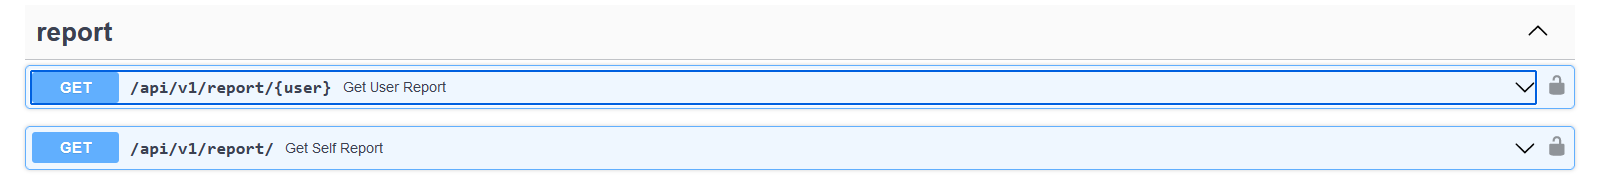 report
GET /api/v1/report/{user} Get User Report
GET /api/v1/report/ Get Self Report